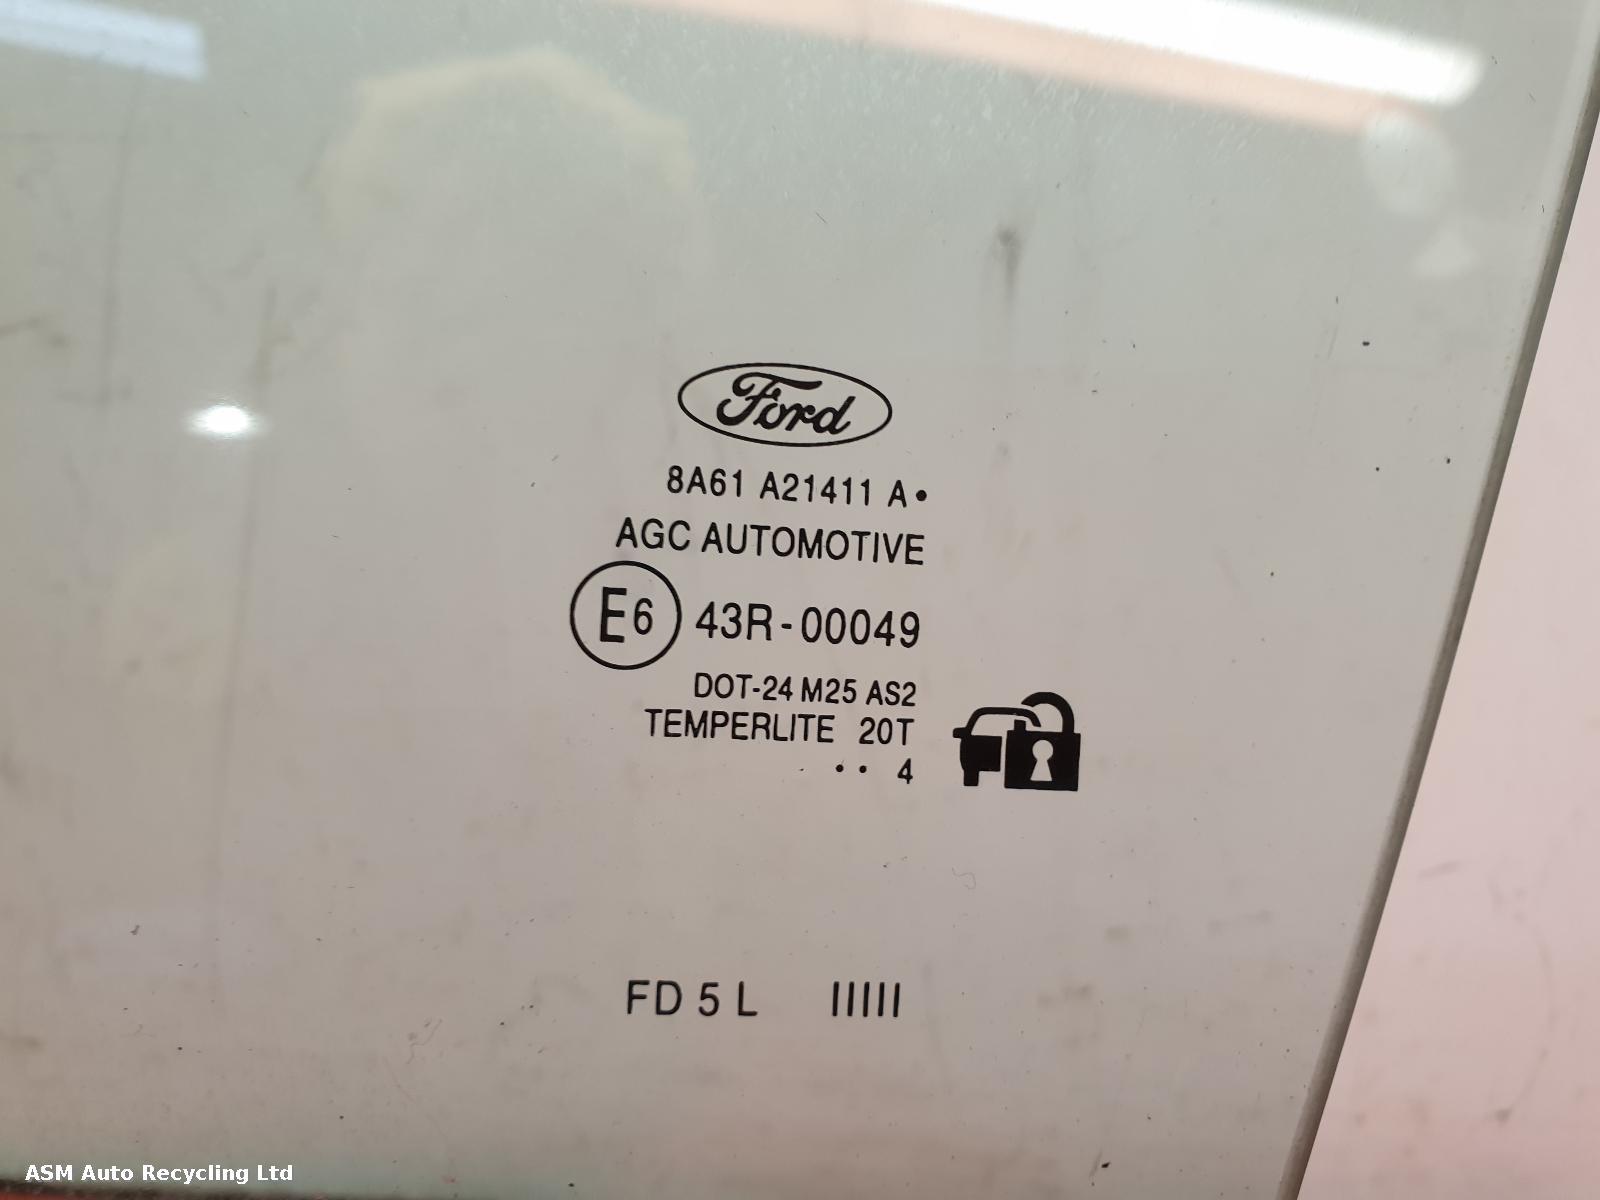 Ford
8A61 A21411 A•
AGC AUTOMOTIVE
E6 43R-00049
DOT-24 M25 AS2
TEMPERLITE 20T
•• 4
FD 5 L IIIII
ASM Auto Recycling Ltd